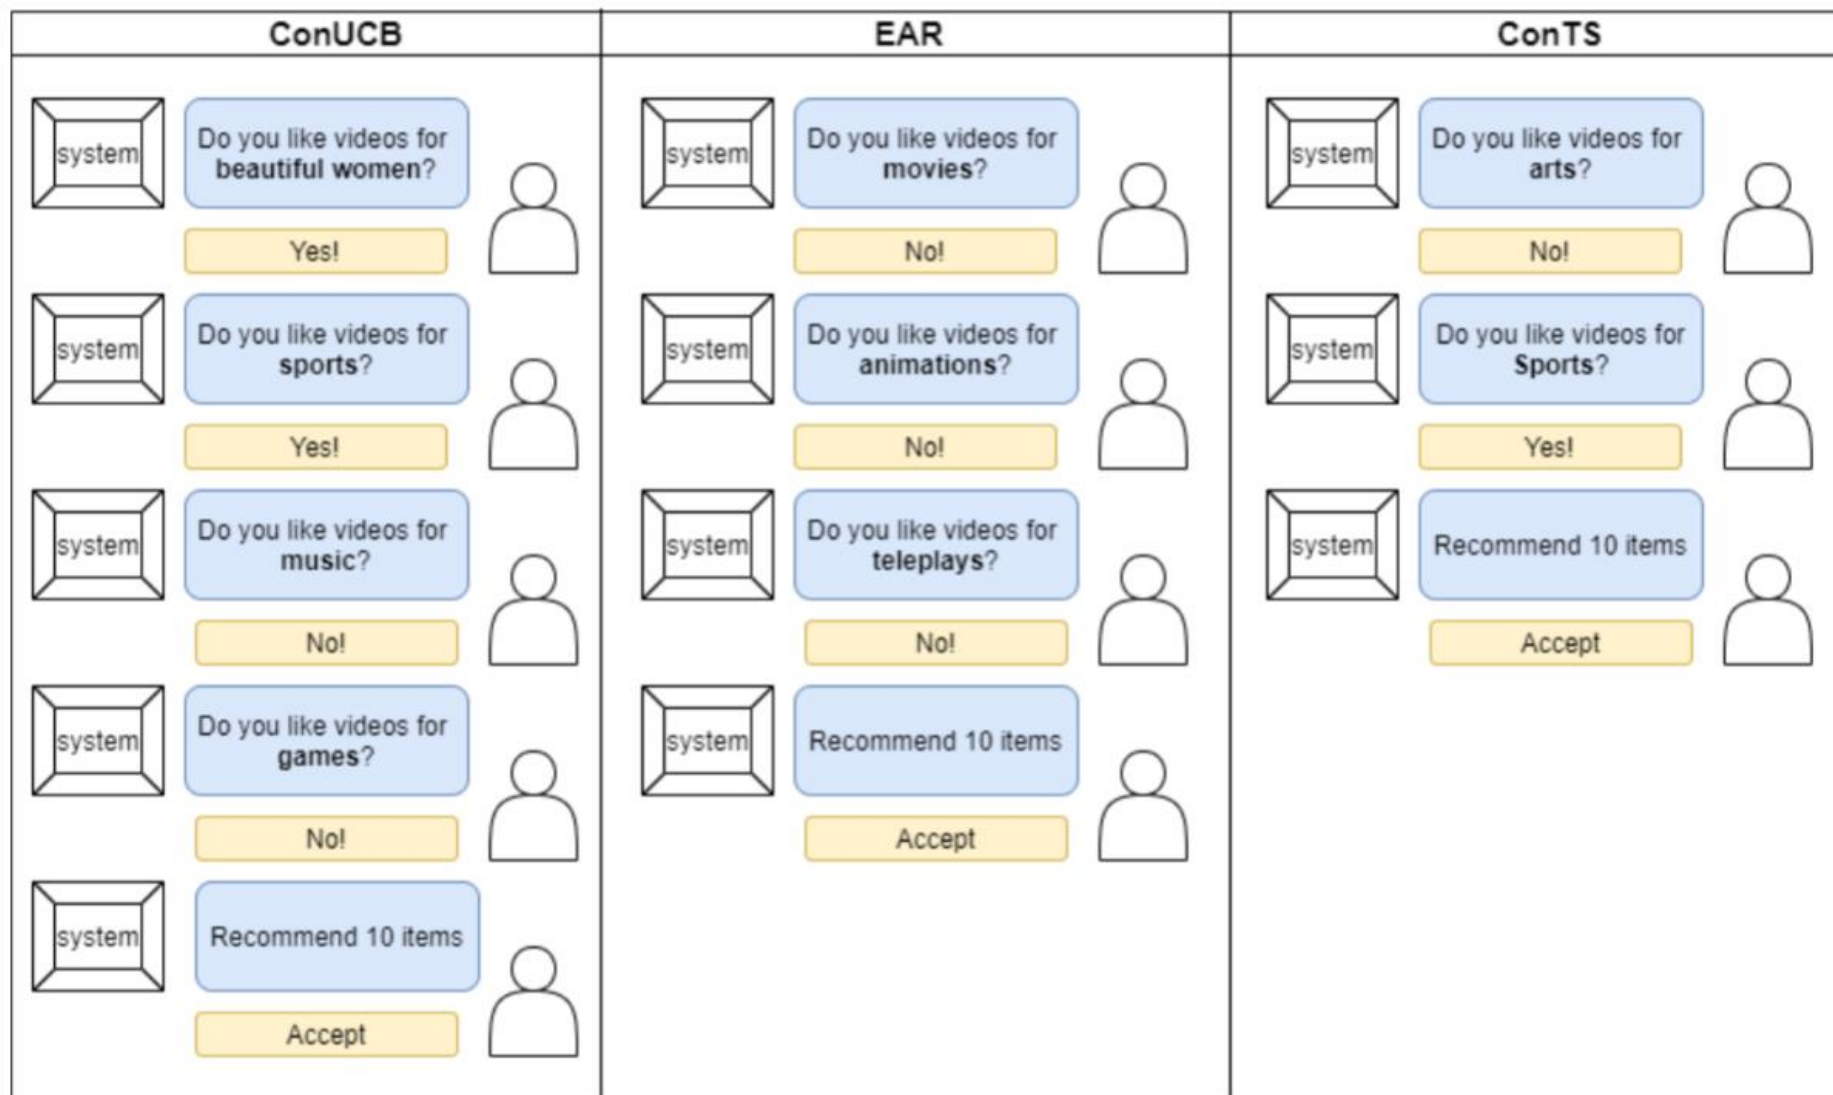 ConUCB
system
Do you like videos for
beautiful women?
Yes!
system
Do you like videos for
sports?
Yes!
system
Do you like videos for
music?
No!
system
Do you like videos for
games?
No!
system
Recommend 10 items
Accept
EAR
system
Do you like videos for
movies?
No!
system
Do you like videos for
animations?
No!
system
Do you like videos for
teleplays?
No!
system
Recommend 10 items
Accept
ConTS
system
Do you like videos for
arts?
No!
system
Do you like videos for
Sports?
Yes!
system
Recommend 10 items
Accept